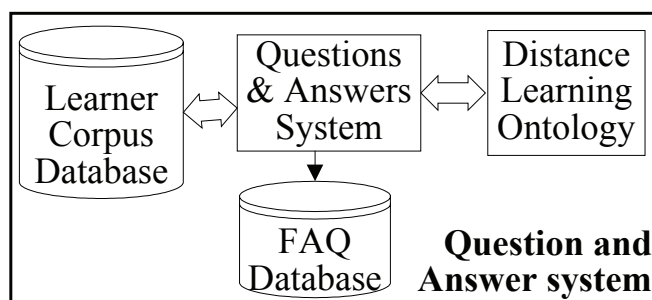 Learner
Corpus
Database
Questions
& Answers
System
Distance
Learning
Ontology
FAQ
Database
Question and
Answer system